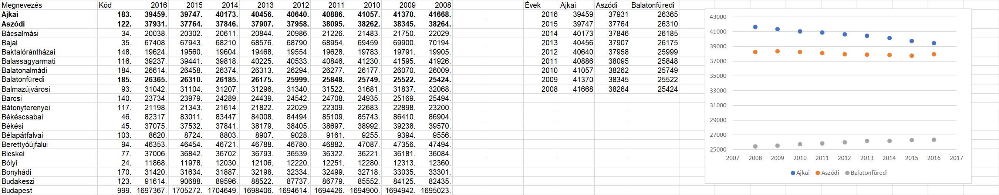 Megnevezés Kód 2016 2015 2014 2013 2012 2011 2010 2009 2008 Évek Ajkai Aszódi Balatonfüredi
Ajkai 183. 39459. 39747. 40173. 40456. 40640. 40886. 41057. 41370. 41668. 2016 39459 37931 26365
Aszódi 122. 37931. 37764. 37846. 37907. 37958. 38095. 38262. 38345. 38264. 2015 39747 37764 26310
Bácsalmási 34. 20038. 20302. 20611. 20844. 20986. 21226. 21483. 21750. 22029. 2014 40173 37846 26185
Bajai 35. 67408. 67943. 68210. 68576. 68790. 68954. 69459. 69900. 70194. 2013 40456 37907 26175
Baktalórántházai 148. 19624. 19560. 19604. 19468. 19554. 19628. 19783. 19791. 19905. 2012 40640 37958 25999
Balassagyarmati 116. 39237. 39441. 39818. 40225. 40533. 40846. 41230. 41595. 41926. 2011 40886 38095 25848
Balatonalmádi 184. 26614. 26458. 26374. 26313. 26294. 26277. 26177. 26070. 26009. 2010 41057 38262 25749
Balatonfüredi 185. 26365. 26310. 26185. 26175. 25999. 25848. 25749. 25522. 25424. 2009 41370 38345 25522
Balmazújvárosi 93. 31042. 31104. 31207. 31296. 31340. 31522. 31681. 31837. 32068. 2008 41668 38264 25424
Barcsi 140. 23734. 23979. 24289. 24439. 24542. 24708. 24935. 25169. 25494.
Bátonyterenyei 117. 21198. 21343. 21614. 21822. 22029. 22309. 22683. 22898. 23200.
Békéscsabai 46. 82317. 83011. 83447. 84008. 84494. 85109. 85743. 86410. 86904.
Békési 45. 37075. 37532. 37841. 38179. 38405. 38697. 38992. 39238. 39570.
Bélapátfalvai 103. 8620. 8724. 8803. 8907. 9028. 9161. 9255. 9394. 9556.
Berettyóújfalui 94. 46353. 46454. 46721. 46788. 46780. 46882. 47087. 47356. 47494.
Bicskei 77. 37006. 36842. 36702. 36793. 36539. 36322. 36221. 36181. 36084.
Bólyi 24. 11868. 11978. 12030. 12106. 12220. 12251. 12280. 12313. 12360.
Bonyhádi 170. 31420. 31634. 31887. 32198. 32334. 32499. 32718. 33035. 33301.
Budakeszi 123. 91614. 90688. 89596. 88522. 87737. 86779. 85552. 84125. 82435.
Budapest 999. 1697367. 1705272. 1704649. 1698406. 1694614. 1694426. 1694900. 1694942. 1695023.
43000
41000
39000
37000
35000
33000
31000
29000
27000
25000
2007 2008 2009 2010 2011 2012 2013 2014 2015 2016 2017
Ajkai Aszódi Balatonfüredi